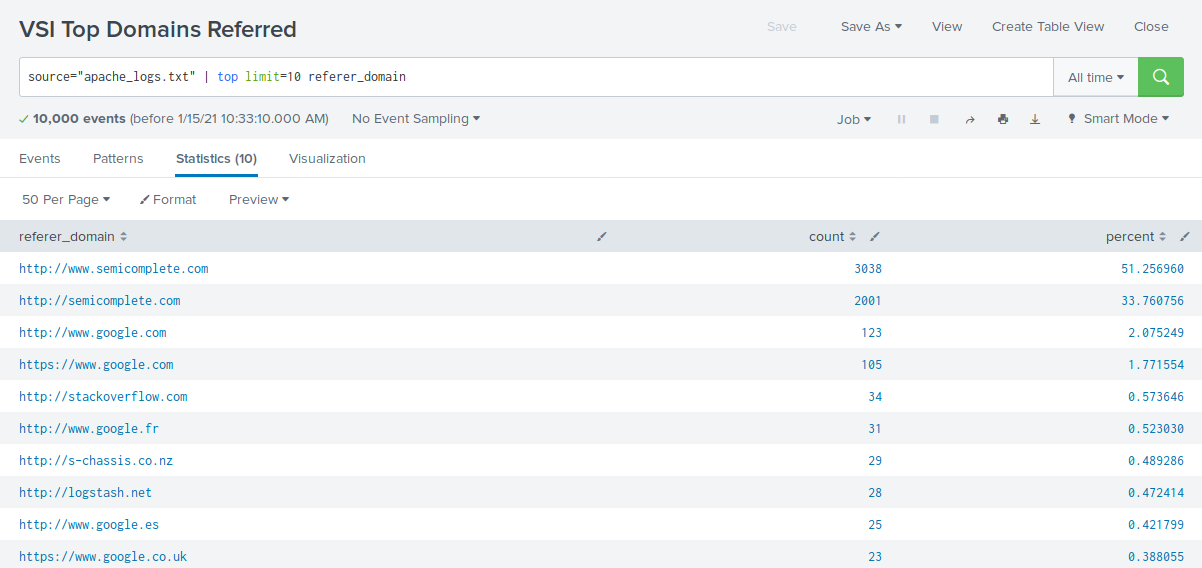 VSI Top Domains Referred
Save Save As View Create Table View Close
source="apache_logs.txt" | top limit=10 referer_domain
All time
10,000 events (before 1/15/21 10:33:10.000 AM) No Event Sampling
Job Smart Mode
Events Patterns Statistics (10) Visualization
50 Per Page Format Preview
referer_domain count percent
http://www.semicomplete.com 3038 51.256960
http://semicomplete.com 2001 33.760756
http://www.google.com 123 2.075249
https://www.google.com 105 1.771554
http://stackoverflow.com 34 0.573646
http://www.google.fr 31 0.523030
http://s-chassis.co.nz 29 0.489286
http://logstash.net 28 0.472414
http://www.google.es 25 0.421799
https://www.google.co.uk 23 0.388055